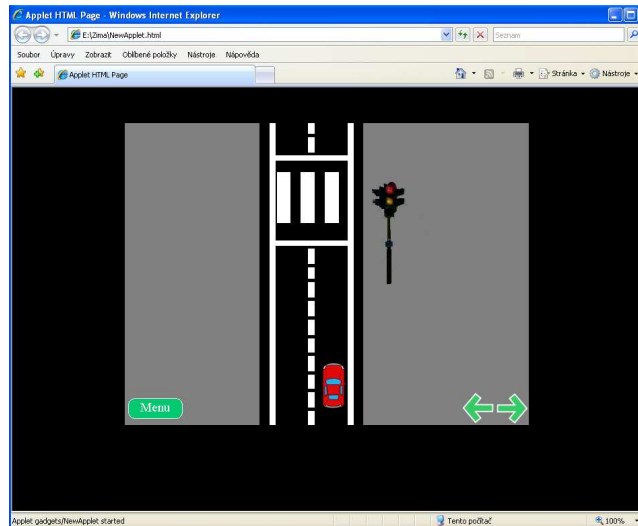 Applet HTML Page - Windows Internet Explorer
E:\Zima\NewApplet.html
Seznam
Soubor Úpravy Zobrazit Oblíbené položky Nástroje Nápověda
Applet HTML Page
Stránka Nástroje
Menu
Applet gadgets/NewApplet started
Tento počítač
100%